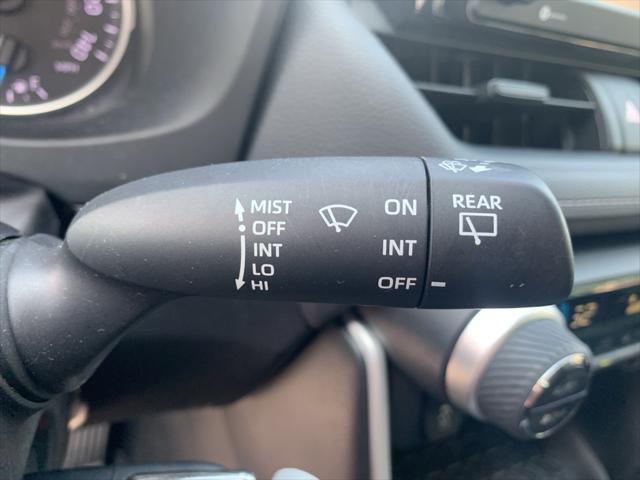 MIST
OFF
INT
LO
HI
ON
INT
OFF
REAR